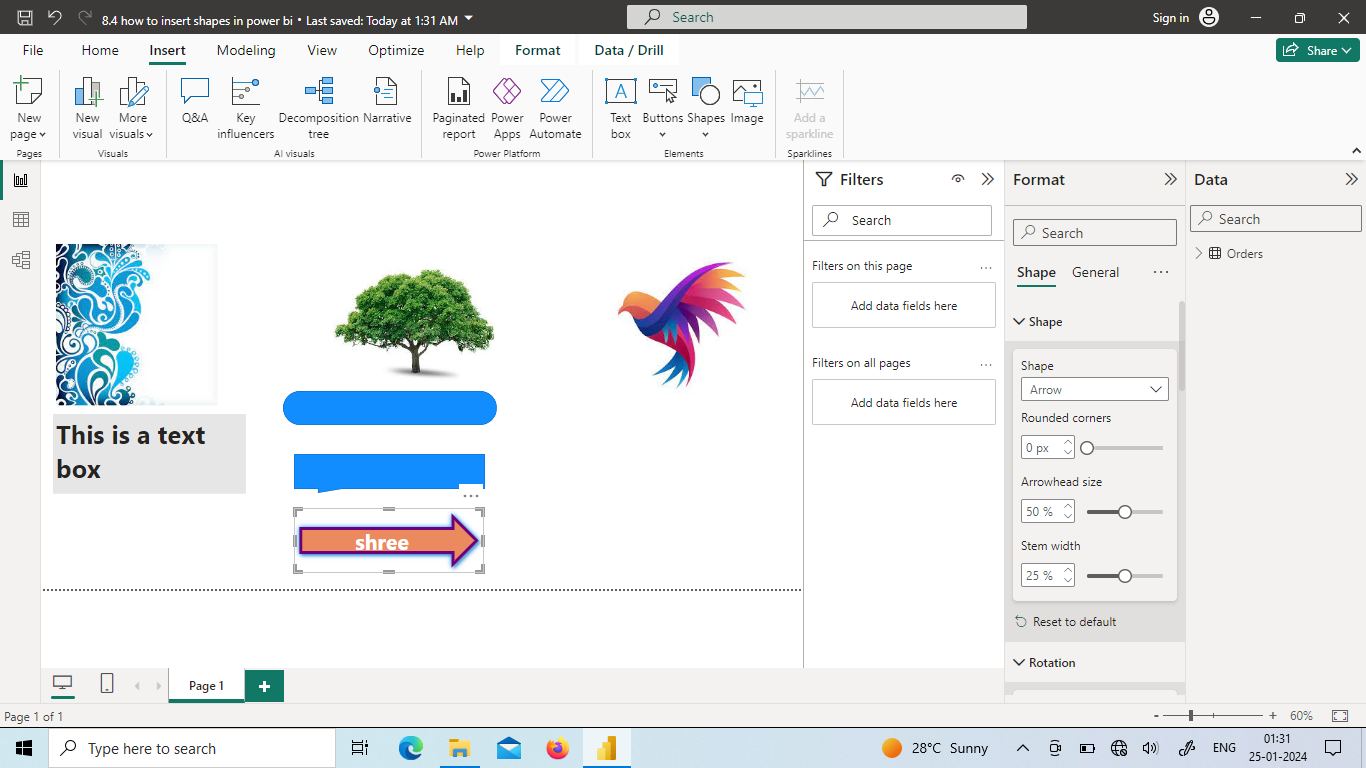 8.4 how to insert shapes in power bi • Last saved: Today at 1:31 AM
Search
Sign in
File Home Insert Modeling View Optimize Help Format Data / Drill
Share
New page
New visual
More visuals
Q&A
Key influencers
Decomposition tree
Narrative
Paginated report
Power Apps
Power Automate
Text box
Buttons
Shapes
Image
Add a sparkline
Pages Visuals AI visuals Power Platform Elements Sparklines
This is a text
box
shree
Filters
Search
Filters on this page
...
Add data fields here
Filters on all pages
...
Add data fields here
Format
Search
Shape General ...
Shape
Shape
Arrow
Rounded corners
0 px
Arrowhead size
50 %
Stem width
25 %
Reset to default
Rotation
Data
Search
Orders
Page 1
Page 1 of 1
- + 60%
Type here to search
28°C Sunny
ENG
01:31
25-01-2024